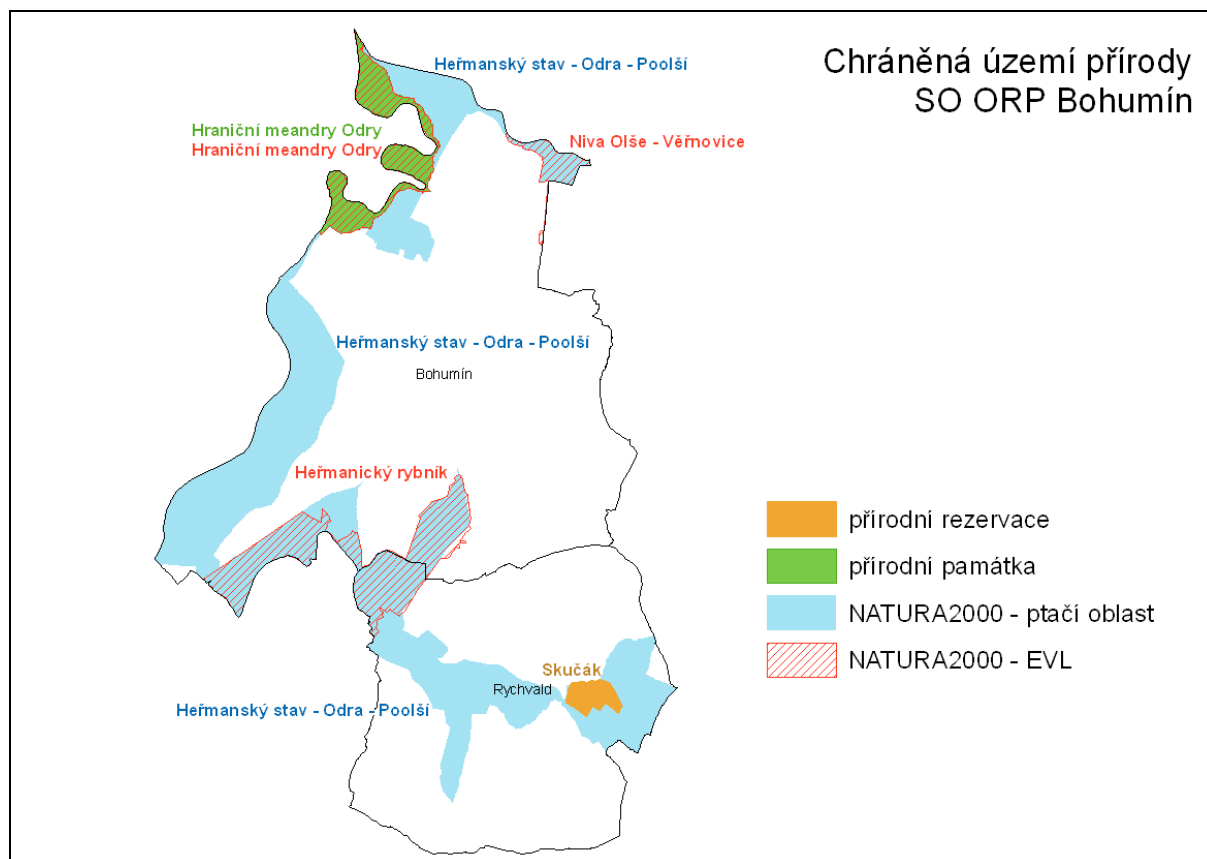 Chráněná území přírody
SO ORP Bohumín
Heřmanský stav - Odra - Poolší
Hraniční meandry Odry
Hraniční meandry Odry
Niva Olše - Věřnovice
Heřmanský stav - Odra - Poolší
Bohumín
Heřmanický rybník
Skučák
Rychvald
Heřmanský stav - Odra - Poolší
přírodní rezervace
přírodní památka
NATURA2000 - ptačí oblast
NATURA2000 - EVL